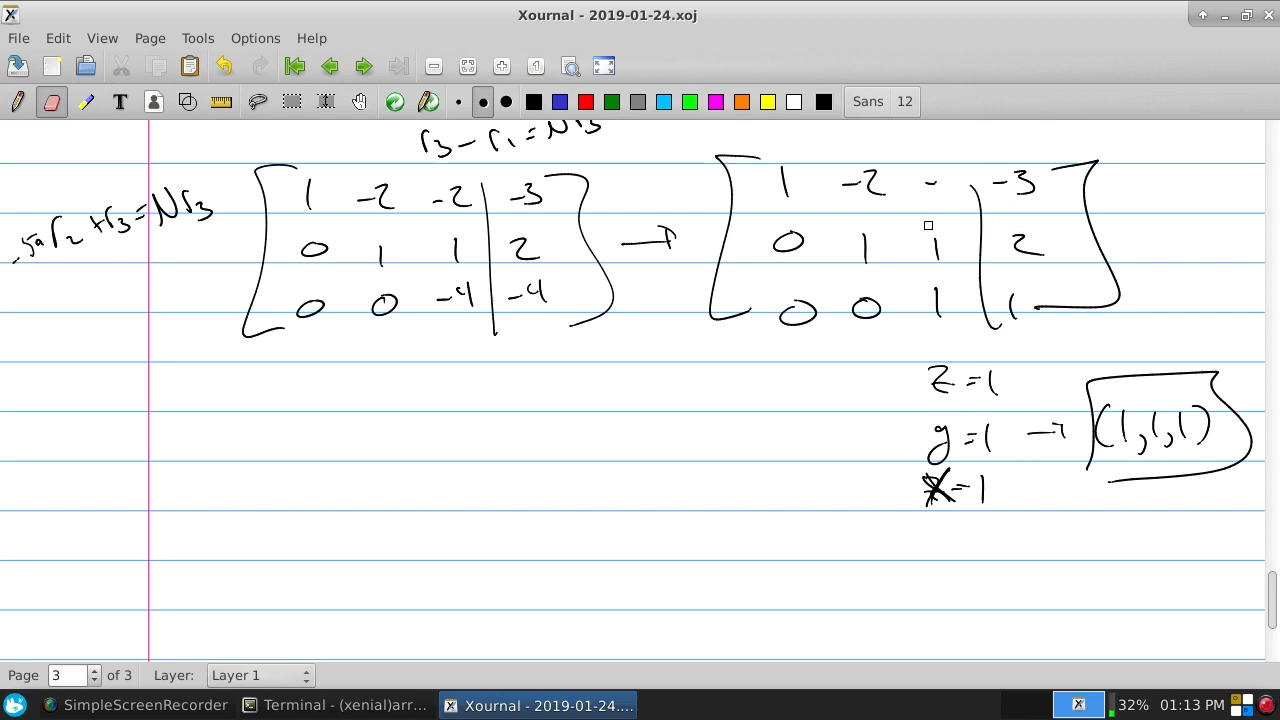 Xournal - 2019-01-24.xoj
File Edit View Page Tools Options Help
Sans 12
r3 - r1 = Nr3
-5 r2 + r3 = Nr3
1 -2 -2 | -3 1 -2 - | -3
0 1 1 | 2 → 0 1 1 | 2
0 0 -4 | -4 0 0 1 | 1
z = 1
y = 1 → (1,1,1)
x = 1
Page 3 of 3 Layer: Layer 1
SimpleScreenRecorder Terminal - (xenial)arr... Xournal - 2019-01-24.... 32% 01:13 PM